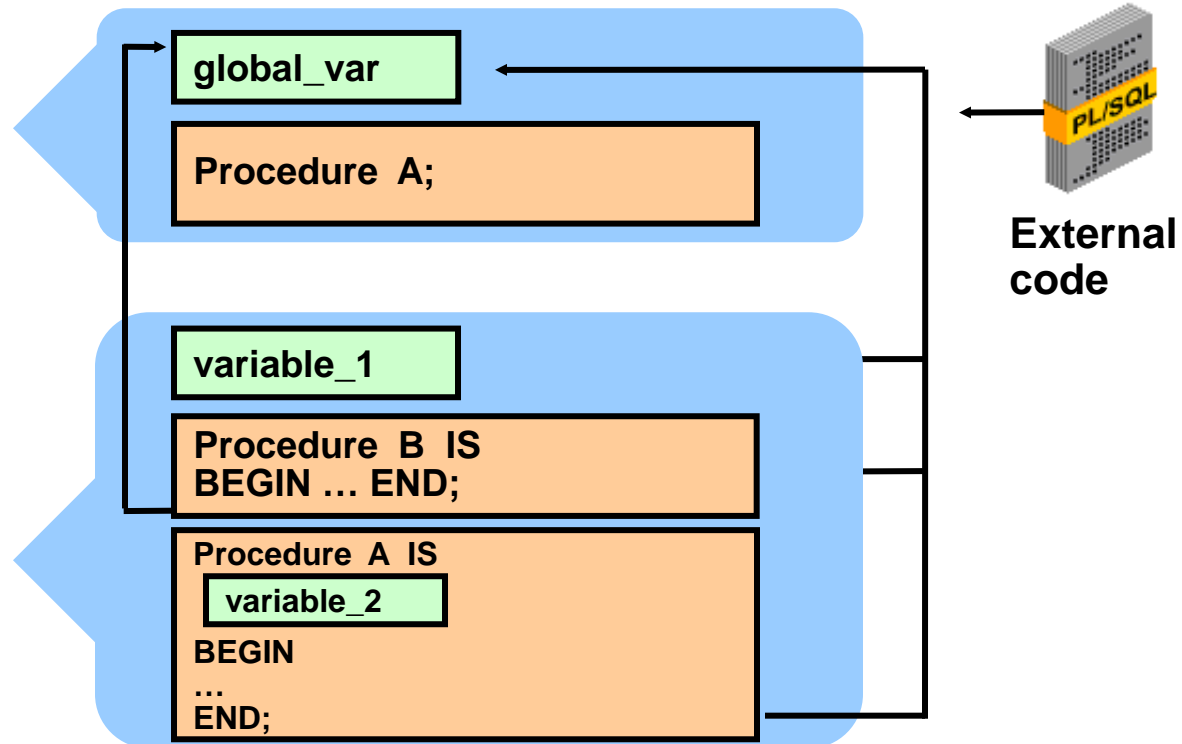 global_var
Procedure A;
PL/SQL
External
code
variable_1
Procedure B IS
BEGIN … END;
Procedure A IS
variable_2
BEGIN
…
END;